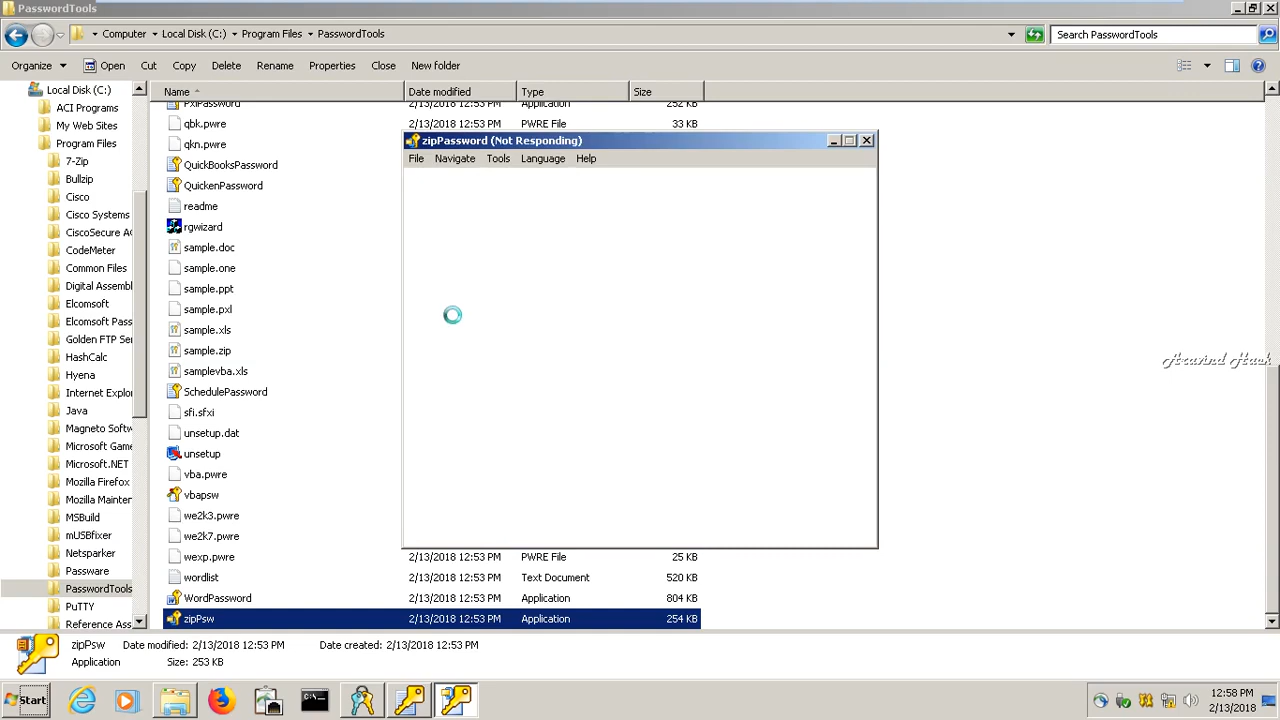 PasswordTools
Computer Local Disk (C:) Program Files PasswordTools
Search PasswordTools
Organize Open Cut Copy Delete Rename Properties Close New folder
Local Disk (C:)
ACI Programs
My Web Sites
Program Files
7-Zip
Bullzip
Cisco
Cisco Systems
CiscoSecure AC
CodeMeter
Common Files
Digital Assembl
Elcomsoft
Elcomsoft Pass
Golden FTP Ser
HashCalc
Hyena
Internet Explo
Java
Magneto Softw
Microsoft Game
Microsoft.NET
Mozilla Firefox
Mozilla Mainten
MSBuild
mUSBfixer
Netsparker
Passware
PasswordTools
PuTTY
Reference Ass
Name Date modified Type Size
PxlPassword 2/13/2018 12:53 PM Application 252 KB
qbk.pwre 2/13/2018 12:53 PM PWRE File 33 KB
qkn.pwre
QuickBooksPassword
QuickenPassword
readme
rgwizard
sample.doc
sample.one
sample.ppt
sample.pxl
sample.xls
sample.zip
samplevba.xls
SchedulePassword
sfi.sfxi
unsetup.dat
unsetup
vba.pwre
vbapsw
we2k3.pwre
we2k7.pwre
wexp.pwre 2/13/2018 12:53 PM PWRE File 25 KB
wordlist 2/13/2018 12:53 PM Text Document 520 KB
WordPassword 2/13/2018 12:53 PM Application 804 KB
zipPsw 2/13/2018 12:53 PM Application 254 KB
zipPassword (Not Responding)
File Navigate Tools Language Help
Aravind Hack
zipPsw Date modified: 2/13/2018 12:53 PM Date created: 2/13/2018 12:53 PM
Application Size: 253 KB
Start
12:58 PM
2/13/2018